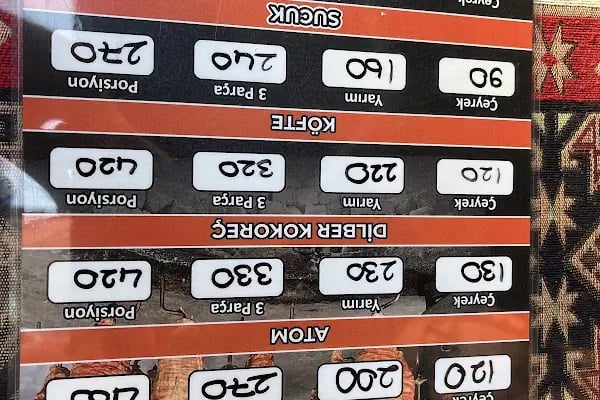 120 200 270
ATOM
Çeyrek Yarım 3 Parça Porsiyon
130 230 330 420
DİLBER KOKOREÇ
Çeyrek Yarım 3 Parça Porsiyon
120 220 320 420
KÖFTE
Çeyrek Yarım 3 Parça Porsiyon
90 160 240 270
SUCUK
Çeyrek